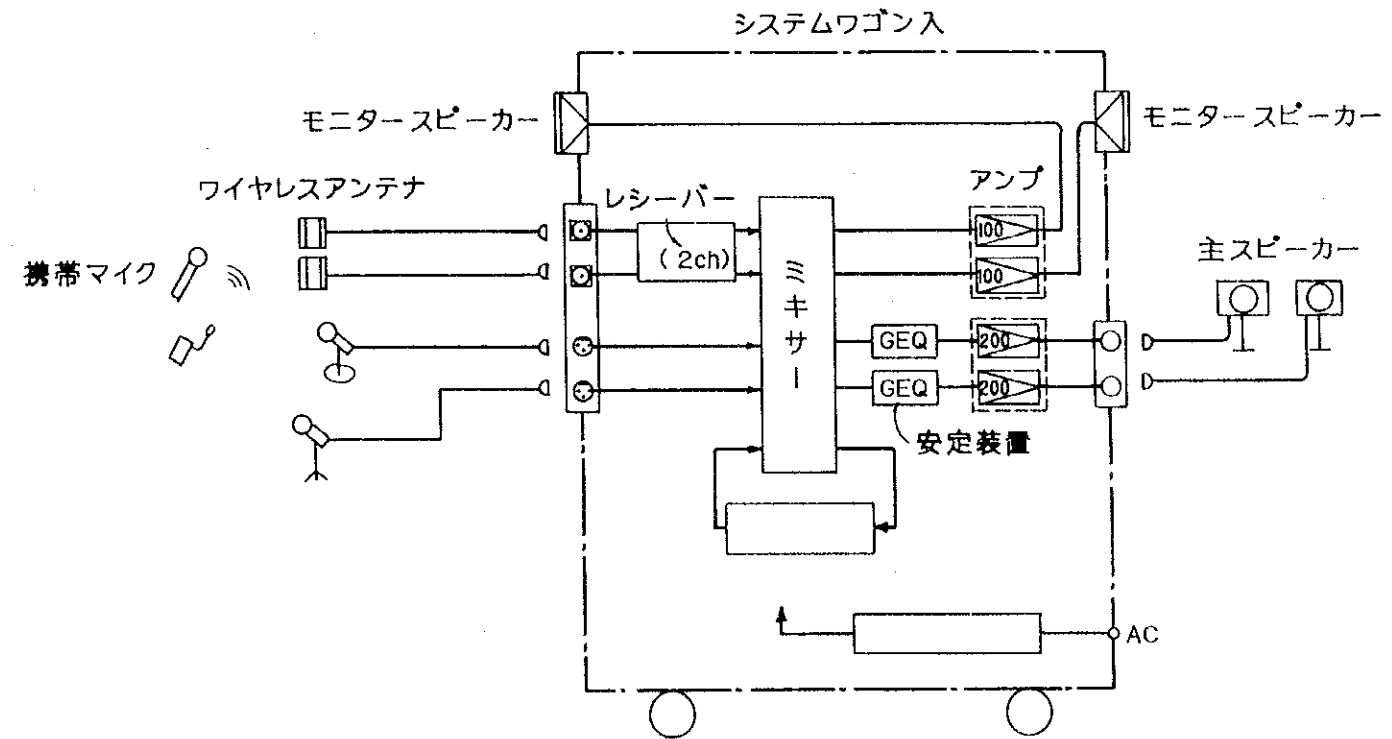 システムワゴン入
モニタースピーカー
モニタースピーカー
ワイヤレスアンテナ
レシーバー
(2ch)
アンプ
100
100
携帯マイク
ミキサー
主スピーカー
GEQ
200
GEQ
200
安定装置
AC